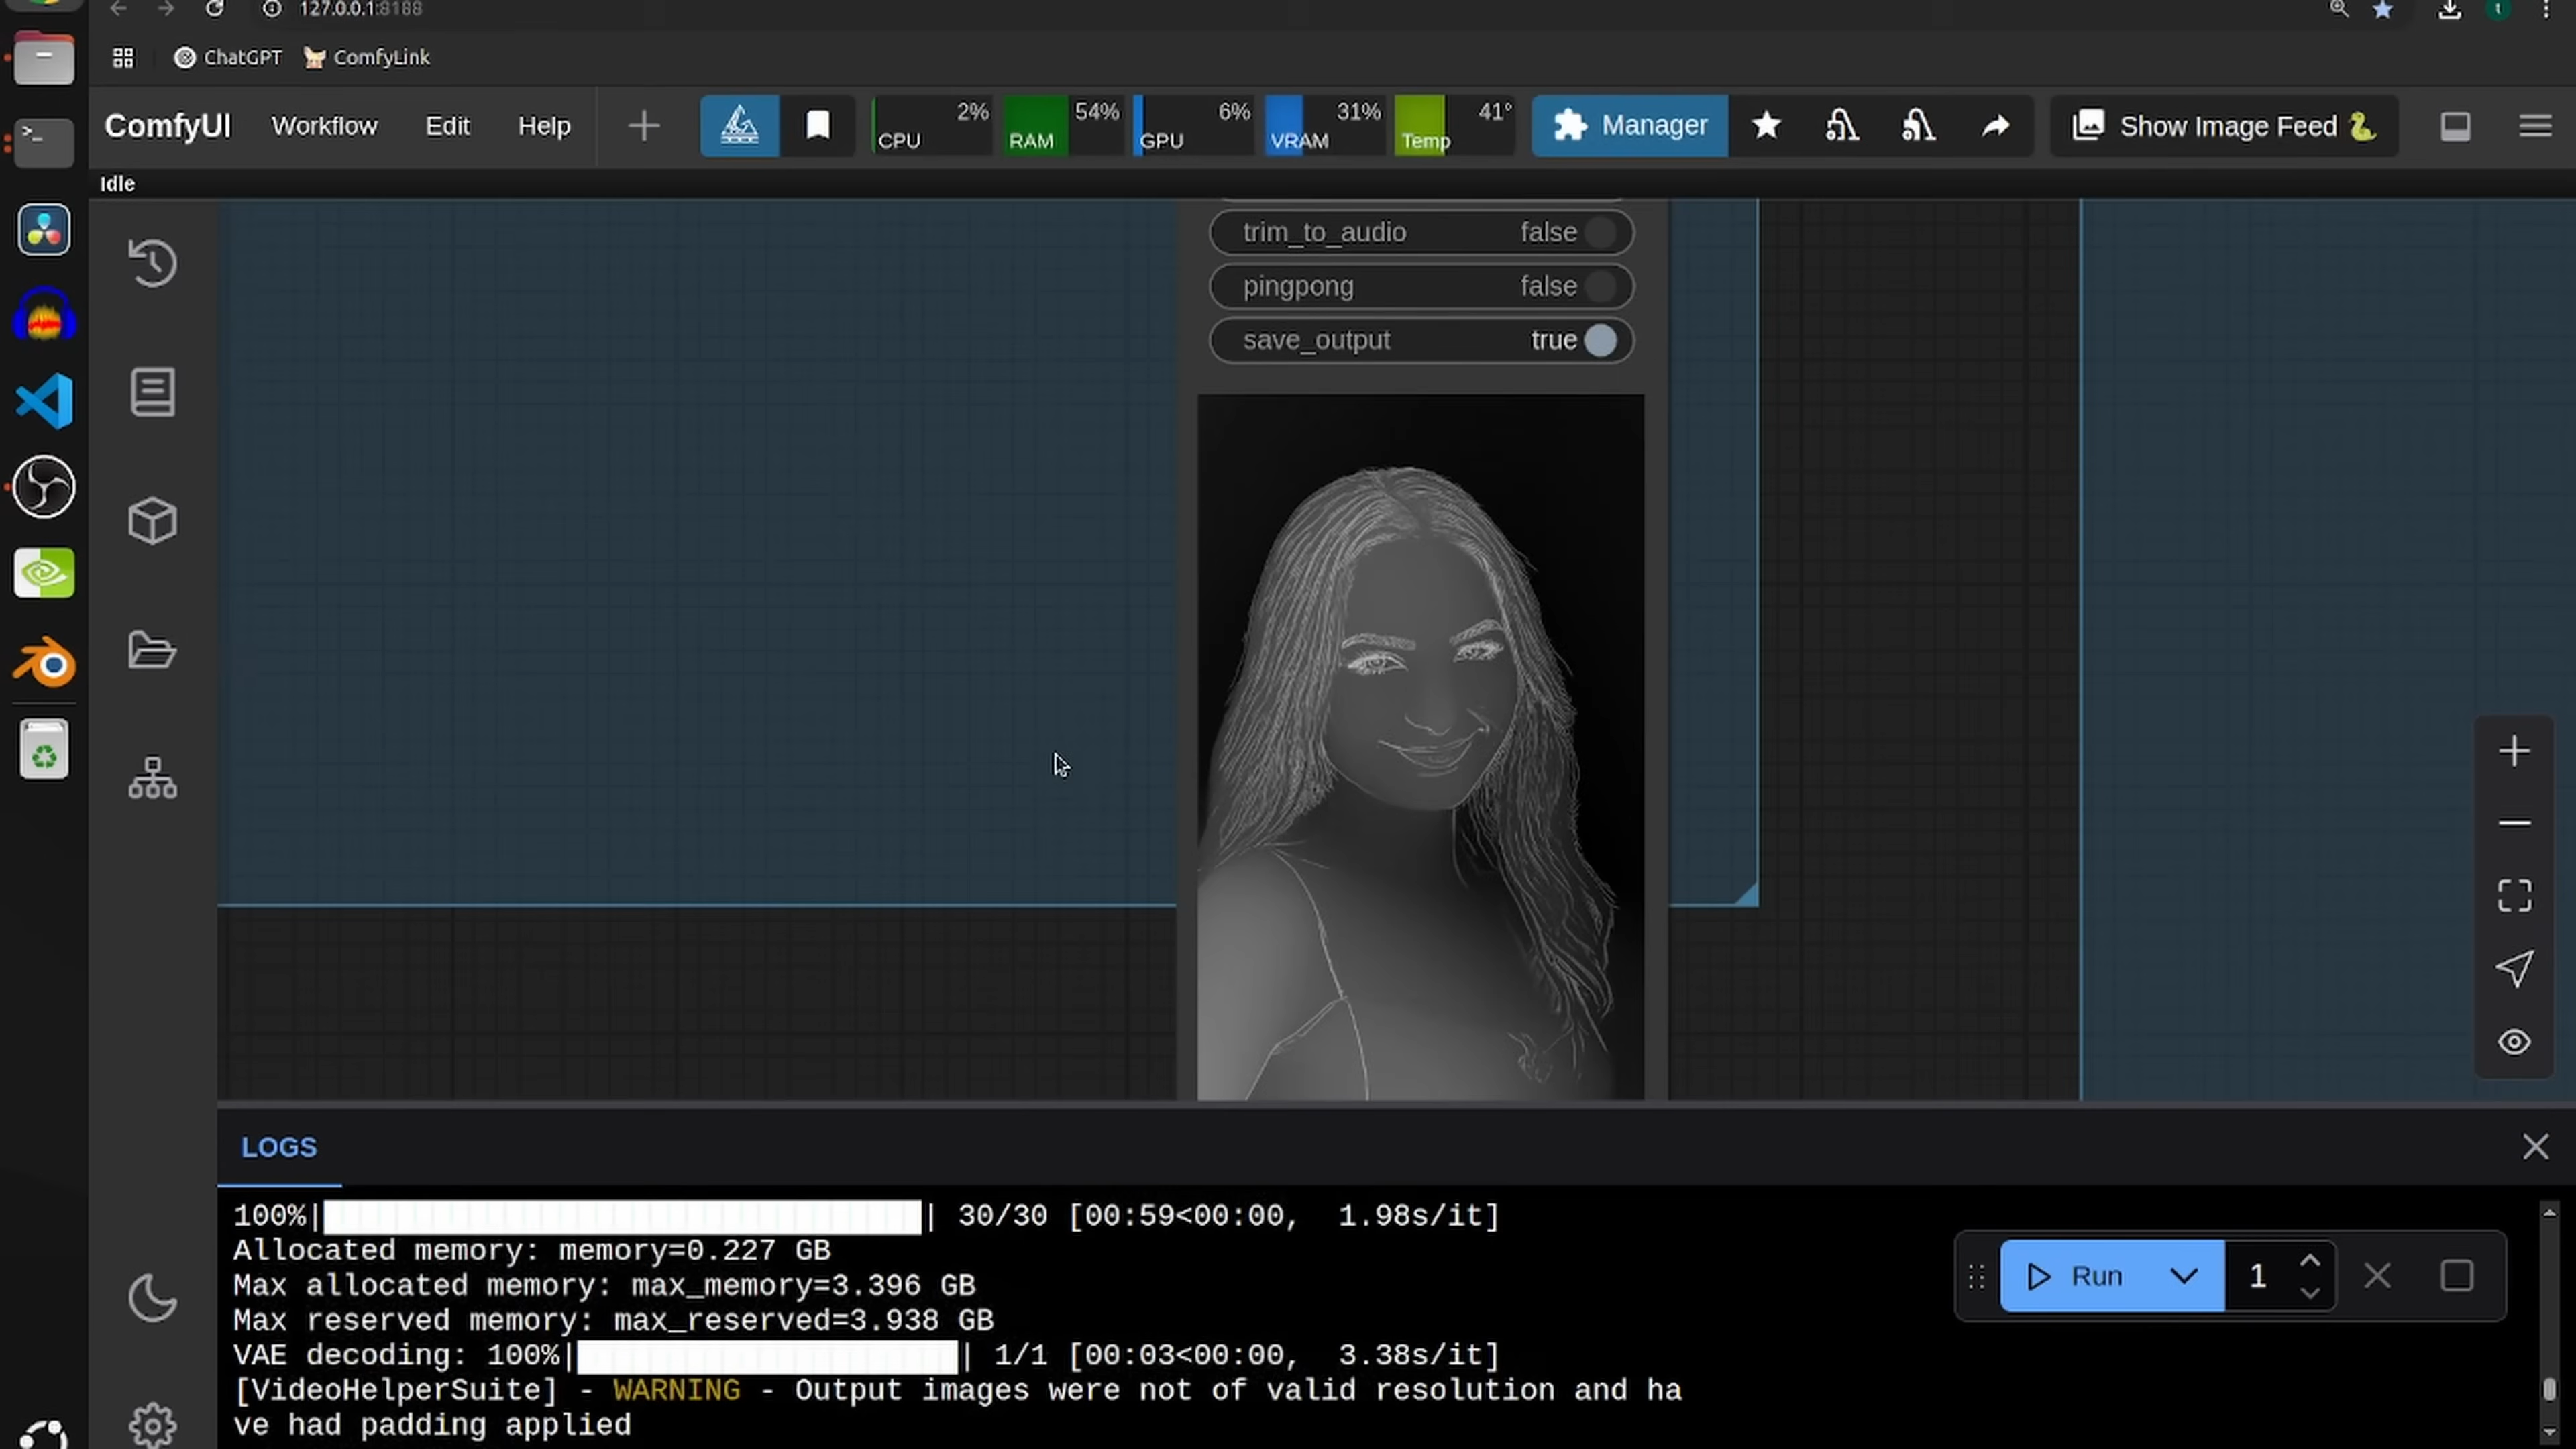 127.0.0.1:8188
t
ChatGPT ComfyLink
ComfyUI Workflow Edit Help CPU 2% RAM 54% GPU 6% VRAM 31% Temp 41° Manager Show Image Feed
Idle
trim_to_audio false
pingpong false
save_output true
LOGS
100%| | 30/30 [00:59<00:00, 1.98s/it]
Allocated memory: memory=0.227 GB
Max allocated memory: max_memory=3.396 GB
Max reserved memory: max_reserved=3.938 GB
VAE decoding: 100%| | 1/1 [00:03<00:00, 3.38s/it]
[VideoHelperSuite] - WARNING - Output images were not of valid resolution and ha
ve had padding applied
Run 1